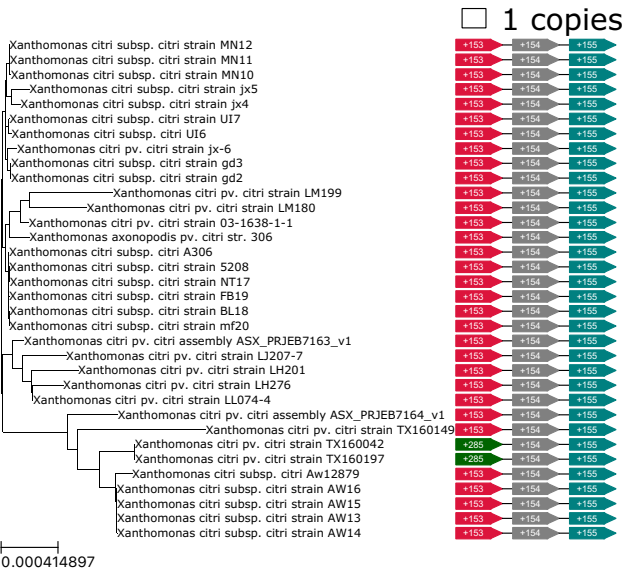 1 copies
Xanthomonas citri subsp. citri strain MN12 +153 +154 +155
Xanthomonas citri subsp. citri strain MN11 +153 +154 +155
Xanthomonas citri subsp. citri strain MN10 +153 +154 +155
Xanthomonas citri subsp. citri strain jx5 +153 +154 +155
Xanthomonas citri subsp. citri strain jx4 +153 +154 +155
Xanthomonas citri subsp. citri strain UI7 +153 +154 +155
Xanthomonas citri subsp. citri UI6 +153 +154 +155
Xanthomonas citri pv. citri strain jx-6 +153 +154 +155
Xanthomonas citri subsp. citri strain gd3 +153 +154 +155
Xanthomonas citri subsp. citri strain gd2 +153 +154 +155
Xanthomonas citri pv. citri strain LM199 +153 +154 +155
Xanthomonas citri pv. citri strain LM180 +153 +154 +155
Xanthomonas citri pv. citri strain 03-1638-1-1 +153 +154 +155
Xanthomonas axonopodis pv. citri str. 306 +153 +154 +155
Xanthomonas citri subsp. citri A306 +153 +154 +155
Xanthomonas citri subsp. citri strain 5208 +153 +154 +155
Xanthomonas citri subsp. citri strain NT17 +153 +154 +155
Xanthomonas citri subsp. citri strain FB19 +153 +154 +155
Xanthomonas citri subsp. citri strain BL18 +153 +154 +155
Xanthomonas citri subsp. citri strain mf20 +153 +154 +155
Xanthomonas citri pv. citri assembly ASX_PRJEB7163_v1 +153 +154 +155
Xanthomonas citri pv. citri strain LJ207-7 +153 +154 +155
Xanthomonas citri pv. citri strain LH201 +153 +154 +155
Xanthomonas citri pv. citri strain LH276 +153 +154 +155
Xanthomonas citri pv. citri strain LL074-4 +153 +154 +155
Xanthomonas citri pv. citri assembly ASX_PRJEB7164_v1 +153 +154 +155
Xanthomonas citri pv. citri strain TX160149 +153 +154 +155
Xanthomonas citri pv. citri strain TX160042 +285 +154 +155
Xanthomonas citri pv. citri strain TX160197 +285 +154 +155
Xanthomonas citri subsp. citri Aw12879 +153 +154 +155
Xanthomonas citri subsp. citri strain AW16 +153 +154 +155
Xanthomonas citri subsp. citri strain AW15 +153 +154 +155
Xanthomonas citri subsp. citri strain AW13 +153 +154 +155
Xanthomonas citri subsp. citri strain AW14 +153 +154 +155
0.000414897